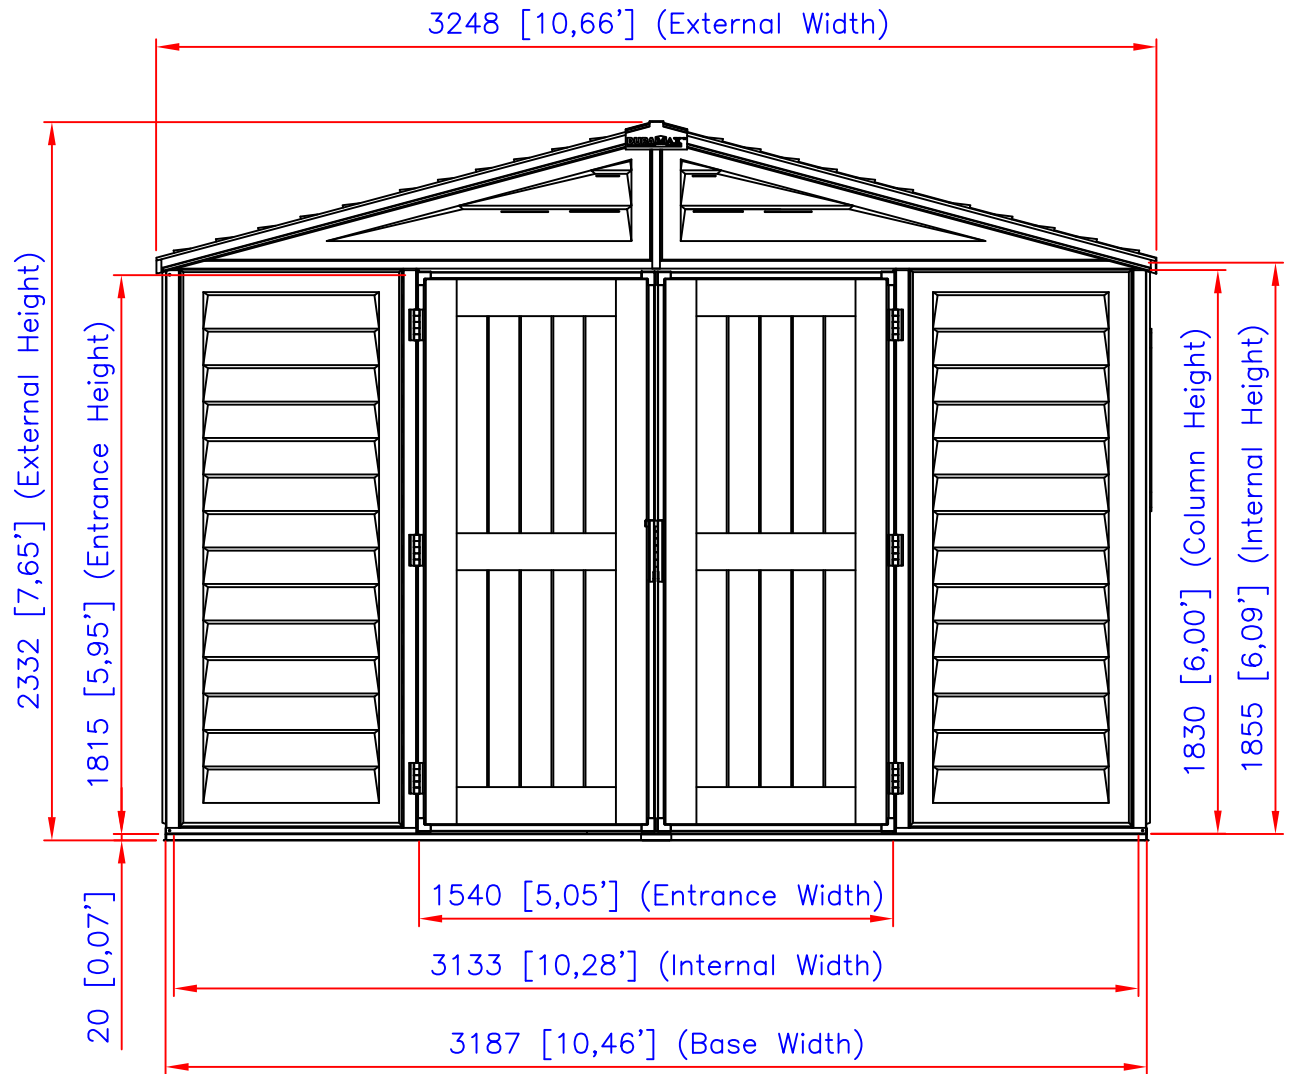 3248 [10,66'] (External Width)
DURAMAX
2332 [7,65'] (External Height)
1815 [5,95'] (Entrance Height)
1830 [6,00'] (Column Height)
1855 [6,09'] (Internal Height)
20 [0,07']
1540 [5,05'] (Entrance Width)
3133 [10,28'] (Internal Width)
3187 [10,46'] (Base Width)